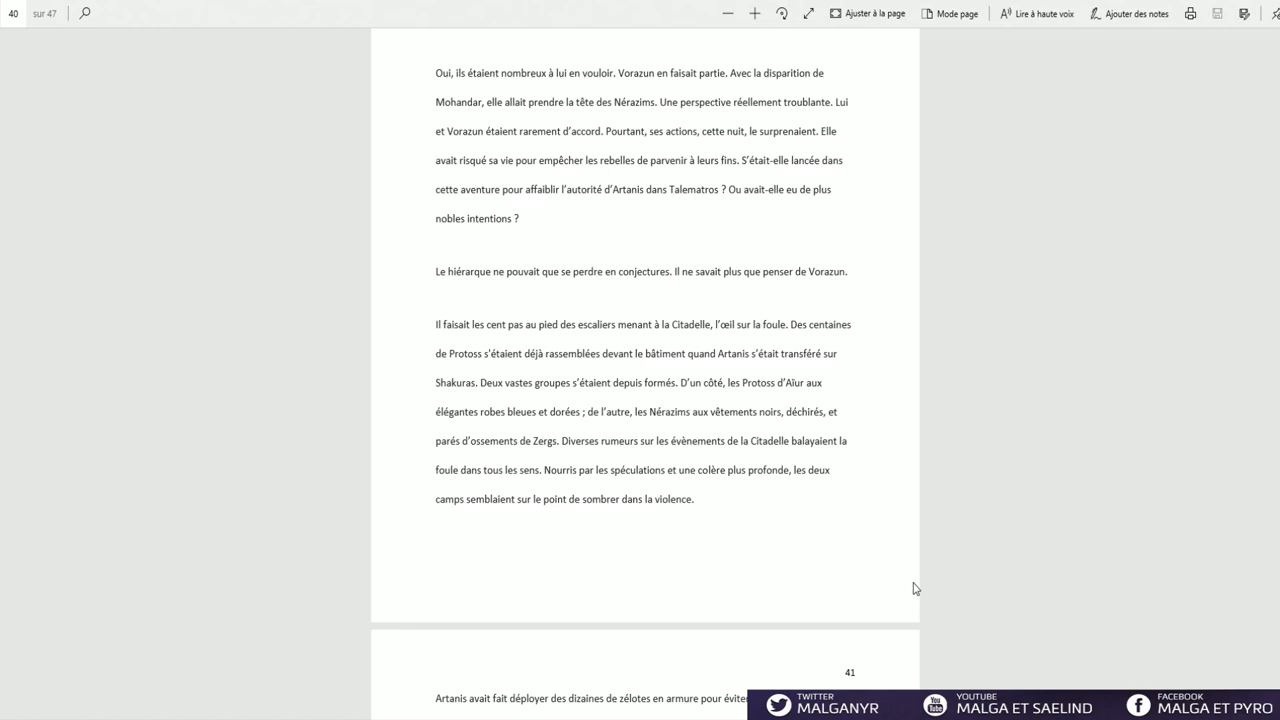 40 sur 47 Ajuster à la page Mode page Lire à haute voix Ajouter des notes
Oui, ils étaient nombreux à lui en vouloir. Vorazun en faisait partie. Avec la disparition de
Mohandar, elle allait prendre la tête des Nérazims. Une perspective réellement troublante. Lui
et Vorazun étaient rarement d’accord. Pourtant, ses actions, cette nuit, le surprenaient. Elle
avait risqué sa vie pour empêcher les rebelles de parvenir à leurs fins. S’était-elle lancée dans
cette aventure pour affaiblir l’autorité d’Artanis dans Talematros ? Ou avait-elle eu de plus
nobles intentions ?
Le hiérarque ne pouvait que se perdre en conjectures. Il ne savait plus que penser de Vorazun.
Il faisait les cent pas au pied des escaliers menant à la Citadelle, l’œil sur la foule. Des centaines
de Protoss s'étaient déjà rassemblées devant le bâtiment quand Artanis s’était transféré sur
Shakuras. Deux vastes groupes s’étaient depuis formés. D’un côté, les Protoss d’Aïur aux
élégantes robes bleues et dorées ; de l’autre, les Nérazims aux vêtements noirs, déchirés, et
parés d’ossements de Zergs. Diverses rumeurs sur les évènements de la Citadelle balayaient la
foule dans tous les sens. Nourris par les spéculations et une colère plus profonde, les deux
camps semblaient sur le point de sombrer dans la violence.
41
Artanis avait fait déployer des dizaines de zélotes en armure pour éviter
TWITTER
MALGANYR
YOUTUBE
MALGA ET SAELIND
FACEBOOK
MALGA ET PYRO